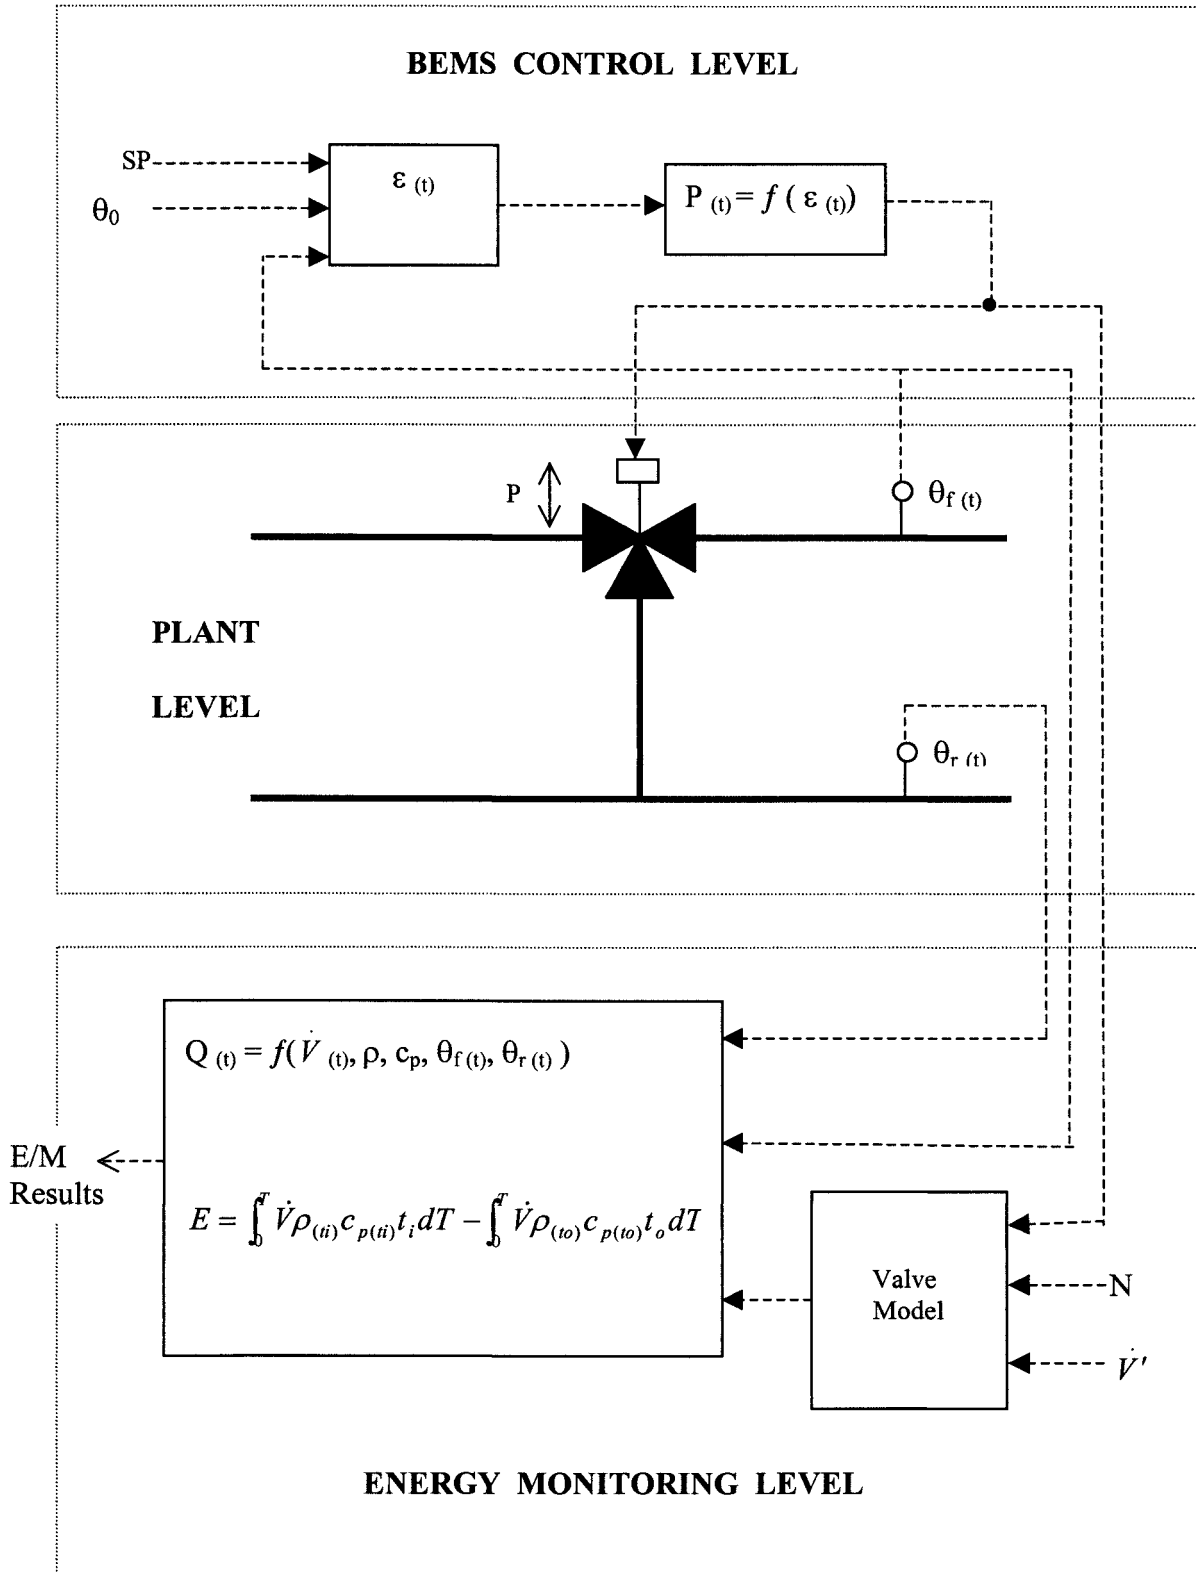 BEMS CONTROL LEVEL
SP
θ₀
ε (t)
P (t) = f ( ε (t))
P
θf (t)
PLANT
LEVEL
θr (t)
Q (t) = f( V̇ (t), ρ, cp, θf (t), θr (t) )
E/M
Results
E = ∫₀ᵀ V̇ρ(ti) cp(ti) ti dT − ∫₀ᵀ V̇ρ(to) cp(to) to dT
Valve
Model
N
V̇'
ENERGY MONITORING LEVEL